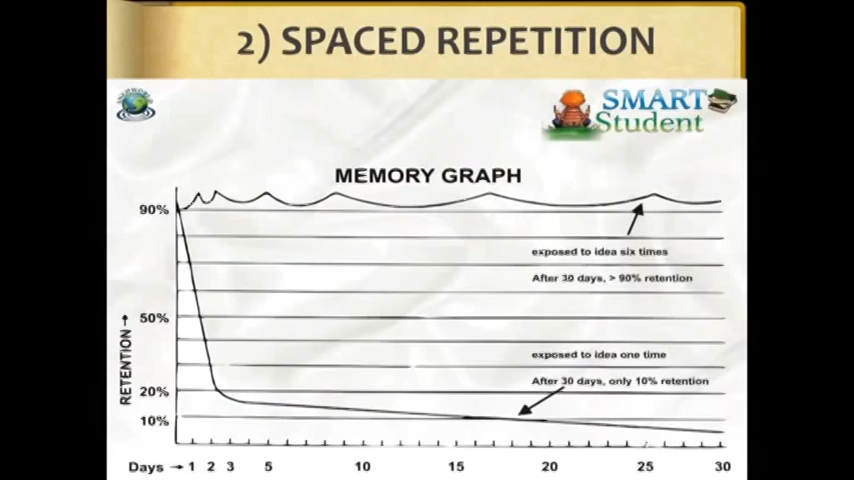 2) SPACED REPETITION
SMART
Student
MEMORY GRAPH
90%
exposed to idea six times
After 30 days, > 90% retention
50%
RETENTION →
exposed to idea one time
After 30 days, only 10% retention
20%
10%
Days → 1 2 3 5 10 15 20 25 30